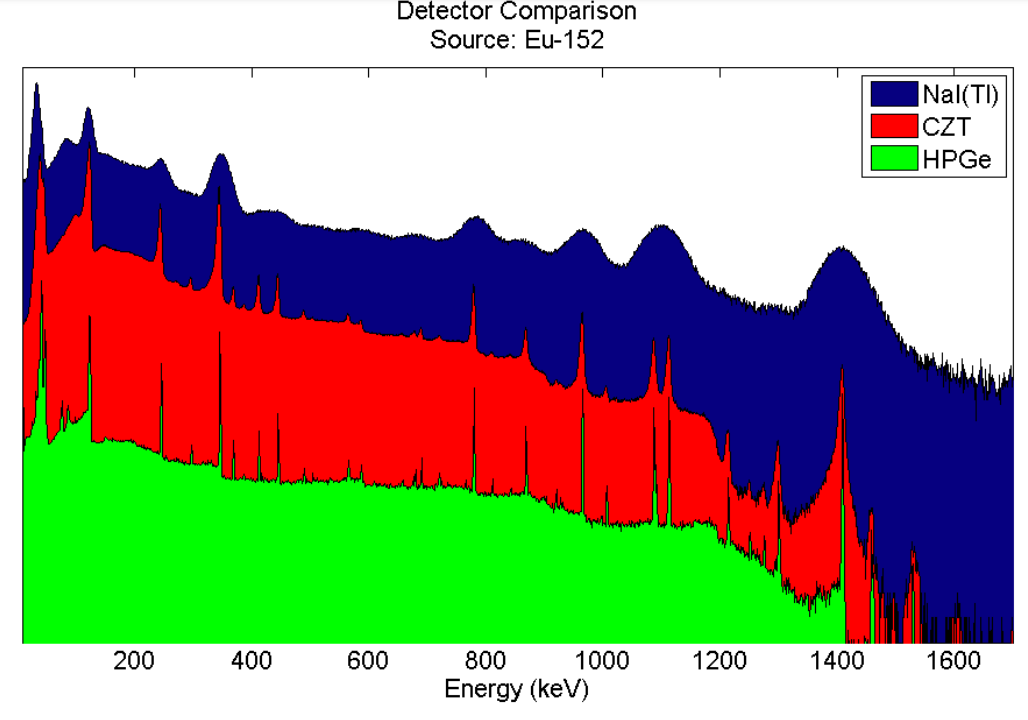 Detector Comparison
Source: Eu-152
NaI(Tl)
CZT
HPGe
200 400 600 800 1000 1200 1400 1600
Energy (keV)